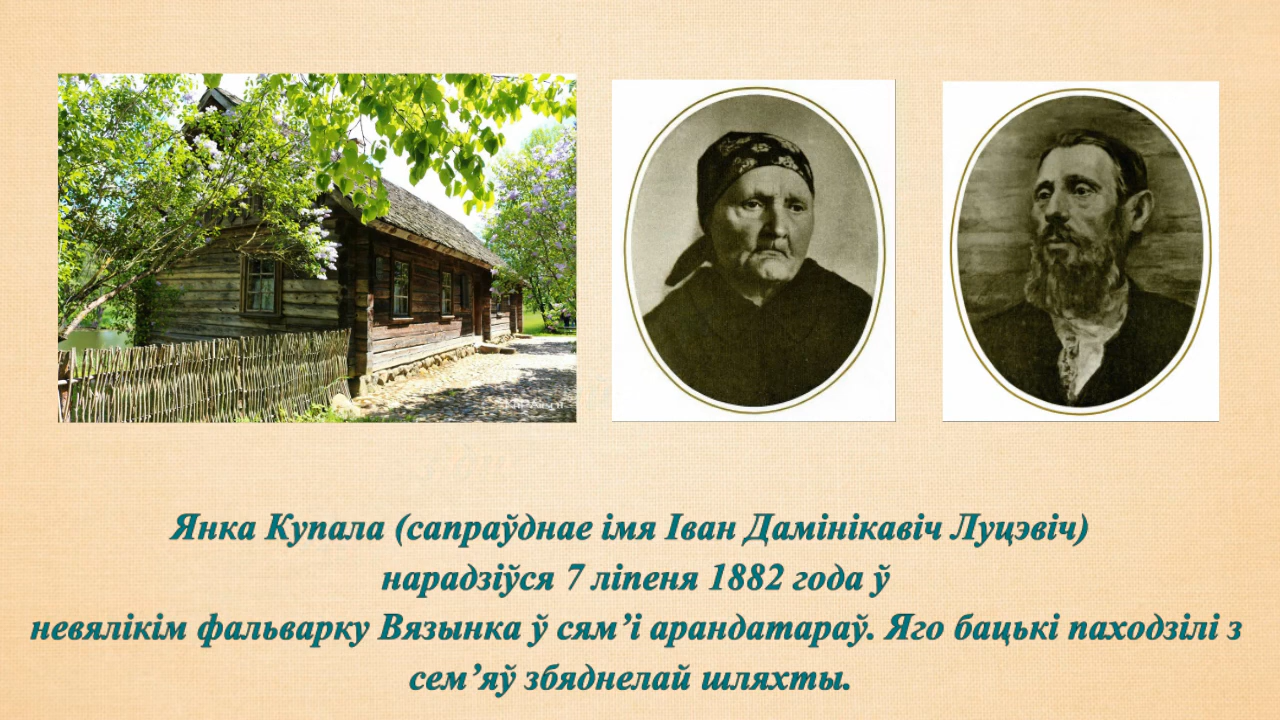 Янка Купала (сапраўднае імя Іван Дамінікавіч Луцэвіч)
нарадзіўся 7 ліпеня 1882 года ў
невялікім фальварку Вязынка ў сям’і арандатараў. Яго бацькі паходзілі з
сем’яў збяднелай шляхты.